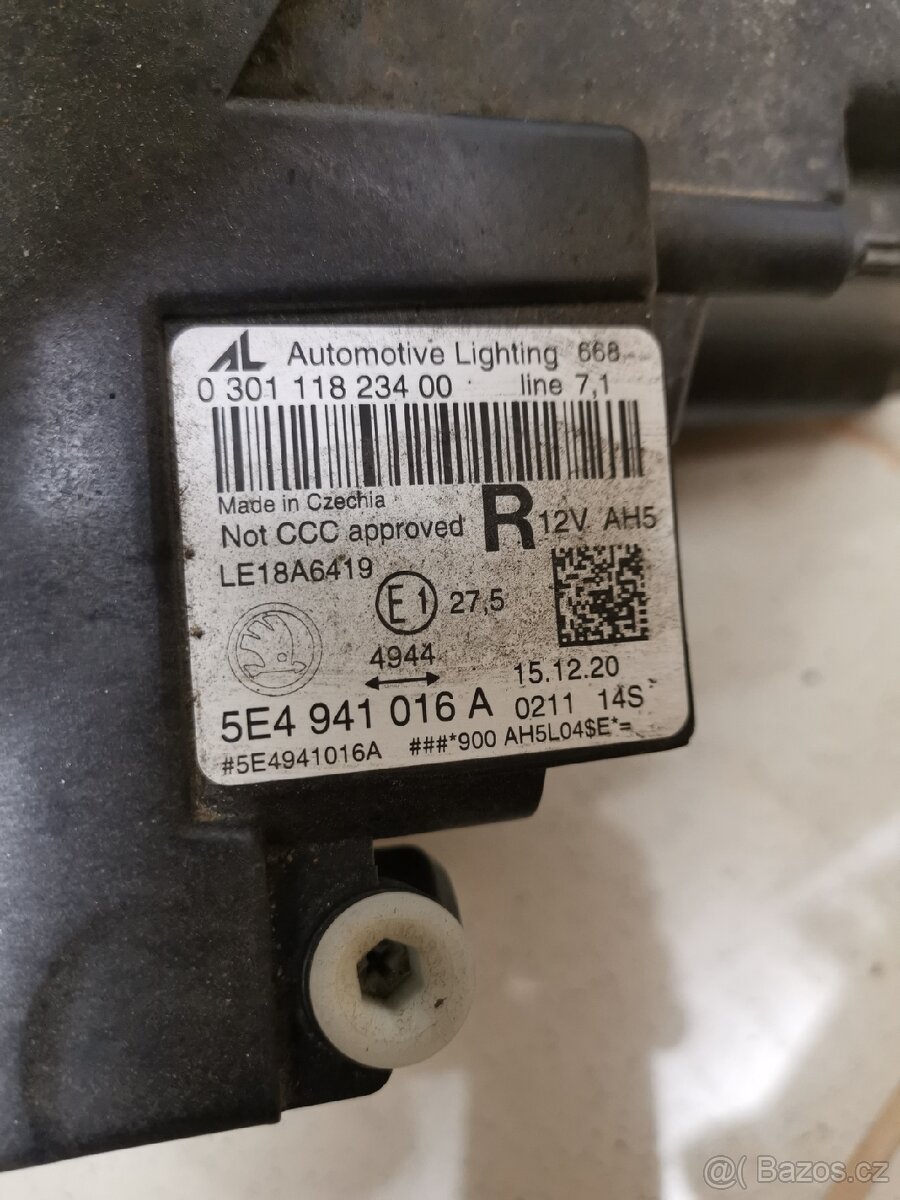 AL Automotive Lighting 668
0 301 118 234 00 line 7,1
Made in Czechia
Not CCC approved R 12V AH5
LE18A6419
E1 27,5
4944
15.12.20
5E4 941 016 A 0211 14S
#5E4941016A ###*900 AH5L04$E*=
@( Bazos.cz